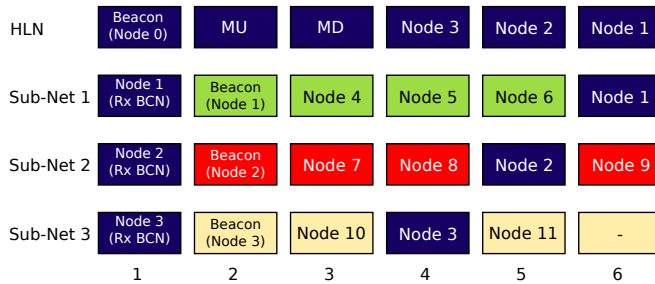 HLN
Beacon
(Node 0)
MU
MD
Node 3
Node 2
Node 1
Sub-Net 1
Node 1
(Rx BCN)
Beacon
(Node 1)
Node 4
Node 5
Node 6
Node 1
Sub-Net 2
Node 2
(Rx BCN)
Beacon
(Node 2)
Node 7
Node 8
Node 2
Node 9
Sub-Net 3
Node 3
(Rx BCN)
Beacon
(Node 3)
Node 10
Node 3
Node 11
-
1 2 3 4 5 6